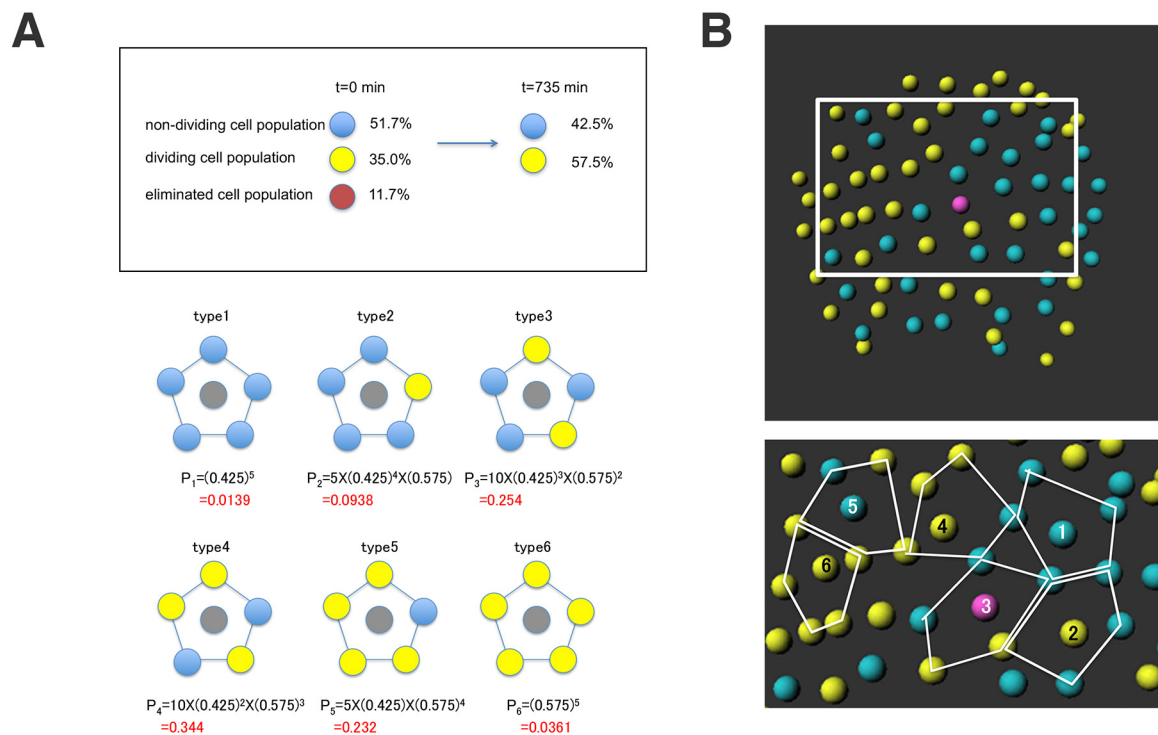 A
B
t=0 min
t=735 min
non-dividing cell population 51.7% 42.5%
dividing cell population 35.0% 57.5%
eliminated cell population 11.7%
type1 type2 type3
P₁=(0.425)⁵ P₂=5X(0.425)⁴X(0.575) P₃=10X(0.425)³X(0.575)²
=0.0139 =0.0938 =0.254
type4 type5 type6
P₄=10X(0.425)²X(0.575)³ P₅=5X(0.425)X(0.575)⁴ P₆=(0.575)⁵
=0.344 =0.232 =0.0361
5
4
1
6
3
2